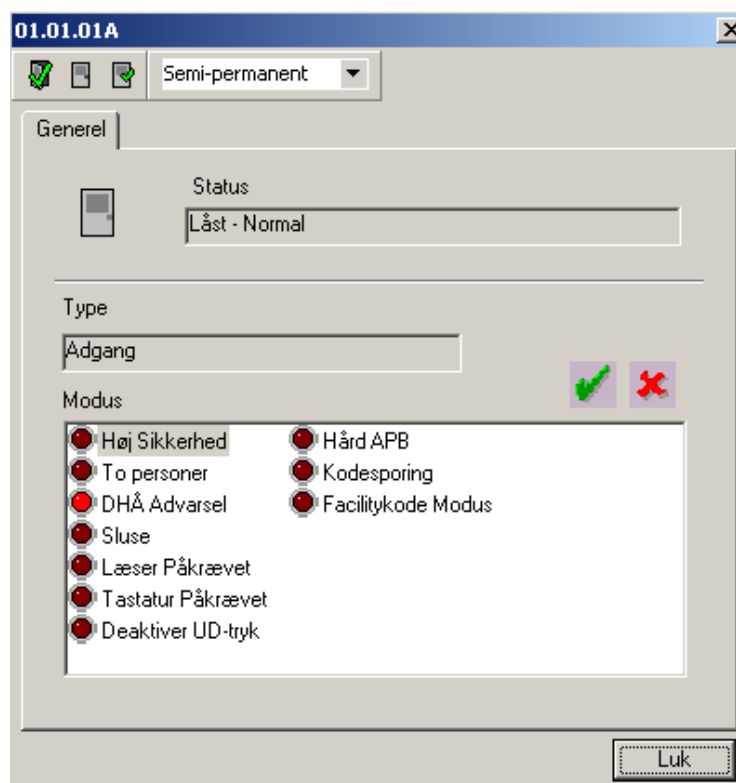 01.01.01A
Semi-permanent
Generel
Status
Låst - Normal
Type
Adgang
Modus
Høj Sikkerhed
To personer
DHÅ Advarsel
Sluse
Læser Påkrævet
Tastatur Påkrævet
Deaktiver UD-tryk
Hård APB
Kodesporing
Facilitykode Modus
Luk